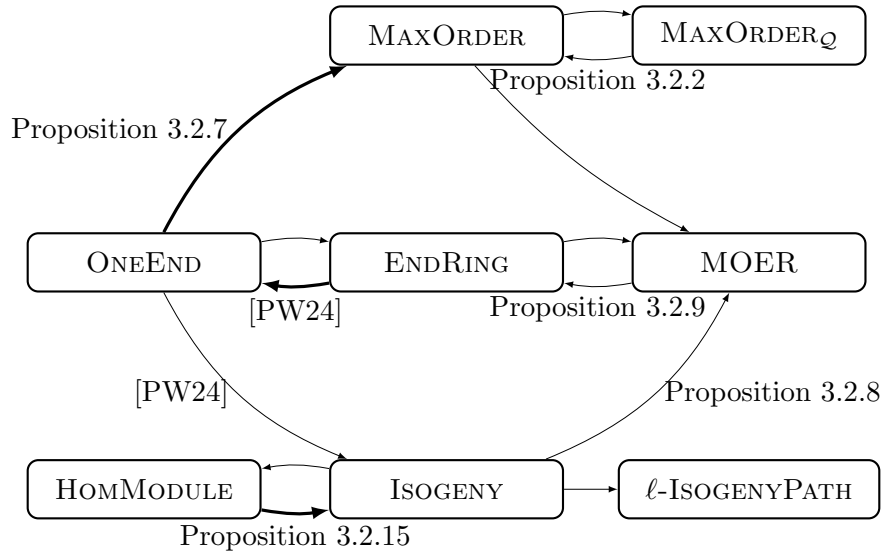 MAXORDER MAXORDER𝒬
Proposition 3.2.2
Proposition 3.2.7
ONEEND ENDRING MOER
[PW24] Proposition 3.2.9
[PW24] Proposition 3.2.8
HOMMODULE ISOGENY ℓ-ISOGENYPATH
Proposition 3.2.15